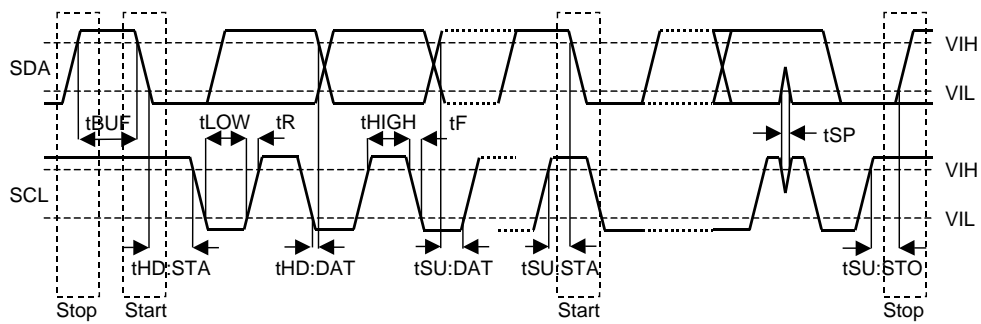 VIH
SDA
VIL
tBUF tLOW tR tHIGH tF
tSP
VIH
SCL
VIL
tHD:STA tHD:DAT tSU:DAT tSU:STA tSU:STO
Stop Start Start Stop